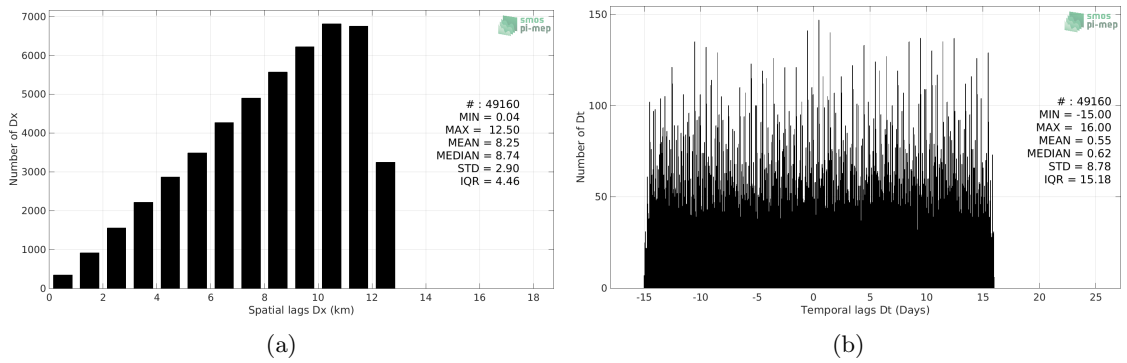 7000
6000
5000
4000
3000
2000
1000
0
Number of Dx
0 2 4 6 8 10 12 14 16 18
Spatial lags Dx (km)
smos
pi-mep
# : 49160
MIN = 0.04
MAX = 12.50
MEAN = 8.25
MEDIAN = 8.74
STD = 2.90
IQR = 4.46
(a)
150
100
50
0
Number of Dt
-15 -10 -5 0 5 10 15 20 25
Temporal lags Dt (Days)
smos
pi-mep
# : 49160
MIN = -15.00
MAX = 16.00
MEAN = 0.55
MEDIAN = 0.62
STD = 8.78
IQR = 15.18
(b)